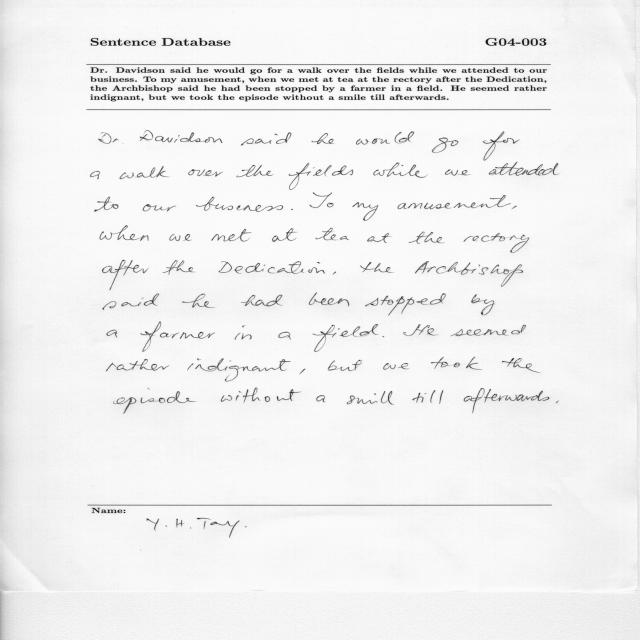 Sentence Database G04-003
Dr. Davidson said he would go for a walk over the fields while we attended to our
business. To my amusement, when we met at tea at the rectory after the Dedication,
the Archbishop said he had been stopped by a farmer in a field. He seemed rather
indignant, but we took the episode without a smile till afterwards.
Dr. Davidson said he would go for
a walk over the fields while we attended
to our business. To my amusement,
when we met at tea at the rectory
after the Dedication, the Archbishop
said he had been stopped by
a farmer in a field. He seemed
rather indignant, but we took the
episode without a smill till afterwards.
Name:
Y. H. Tay.